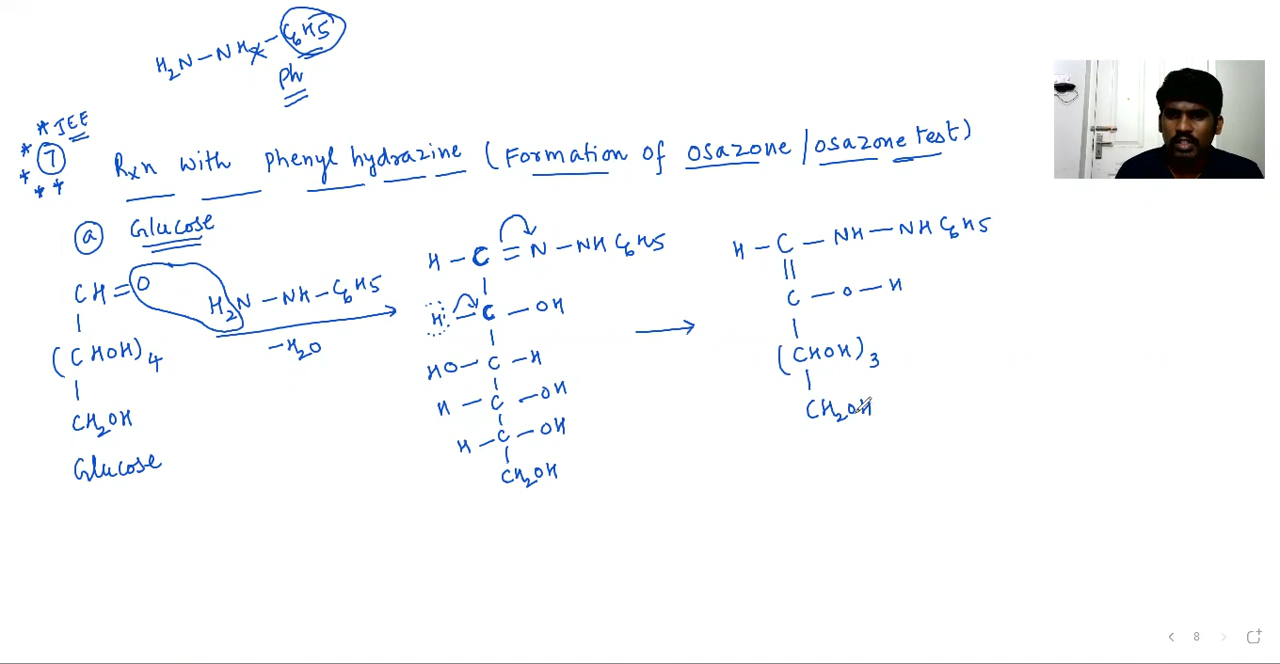 H2N-NH-C6H5
Ph
* JEE
* 7 Rxn with phenyl hydrazine (Formation of osazone/osazone test)
* * *
(a) Glucose
CH=O H2N-NH-C6H5
-H2O
(CHOH)4
CH2OH
Glucose
H-C=N-NHC6H5
H-C-OH
HO-C-H
H-C-OH
H-C-OH
CH2OH
H-C-NH-NHC6H5
||
C-O-H
(CHOH)3
CH2OH
< 8 >